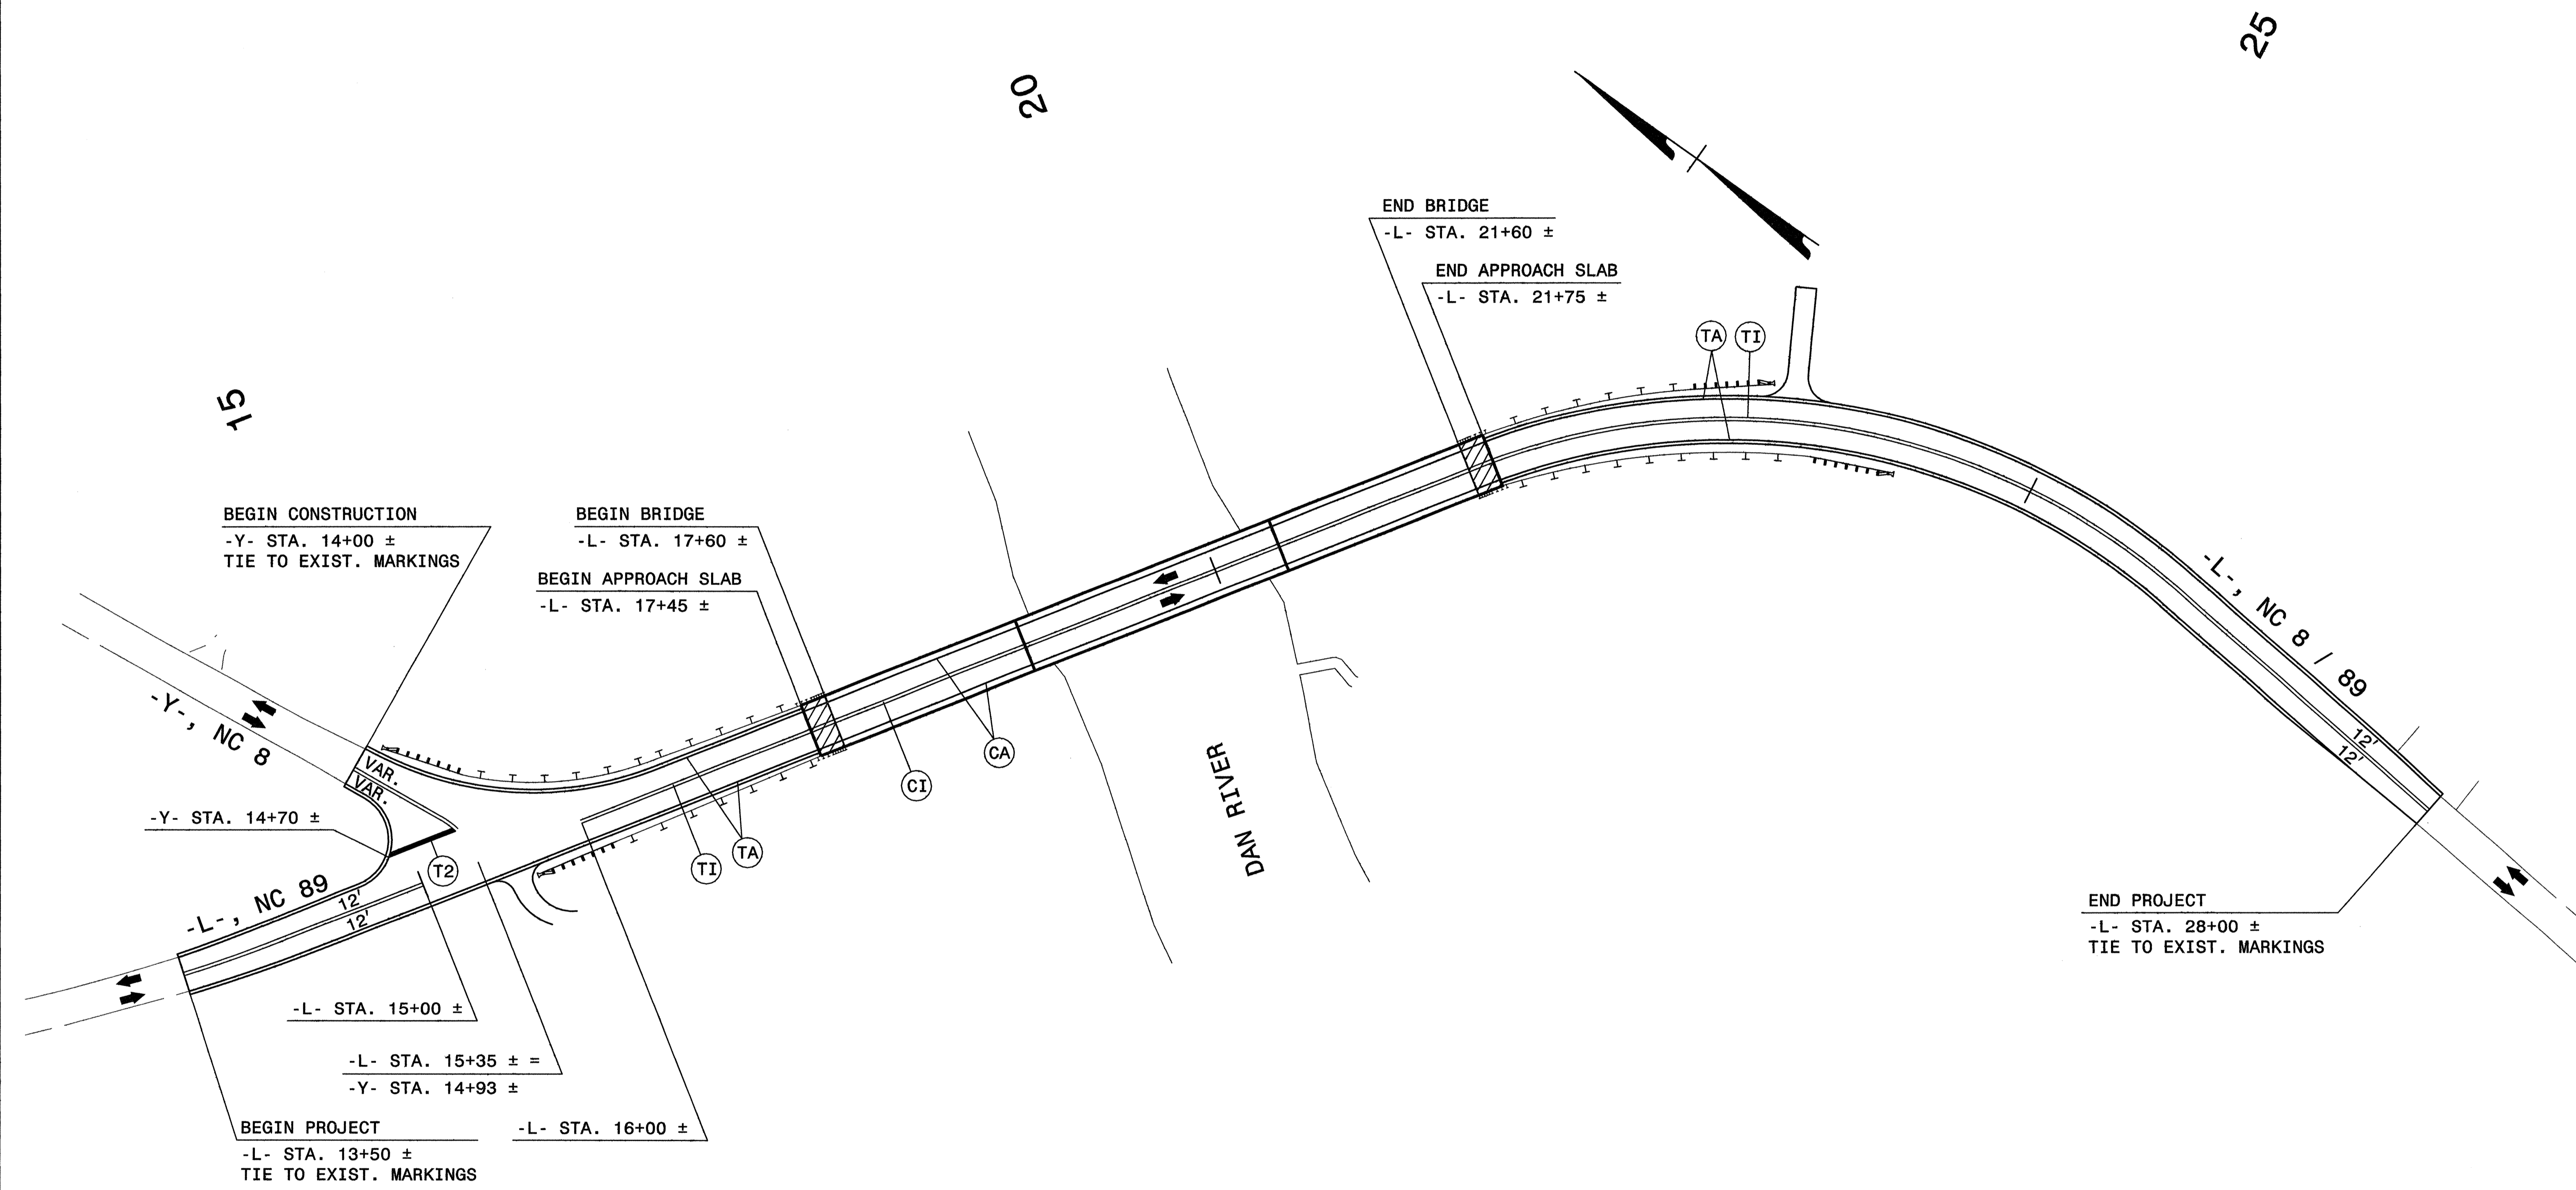 25
20
END BRIDGE
-L- STA. 21+60 ±
END APPROACH SLAB
-L- STA. 21+75 ±
TA
TI
15
BEGIN CONSTRUCTION
-Y- STA. 14+00 ±
TIE TO EXIST. MARKINGS
BEGIN BRIDGE
-L- STA. 17+60 ±
BEGIN APPROACH SLAB
-L- STA. 17+45 ±
-L-, NC 8 / 89
-Y-, NC 8
VAR.
VAR.
CA
CI
DAN RIVER
12'
12'
-Y- STA. 14+70 ±
T2
TI
TA
-L-, NC 89
12'
12'
END PROJECT
-L- STA. 28+00 ±
TIE TO EXIST. MARKINGS
-L- STA. 15+00 ±
-L- STA. 15+35 ± =
-Y- STA. 14+93 ±
BEGIN PROJECT
-L- STA. 13+50 ±
TIE TO EXIST. MARKINGS
-L- STA. 16+00 ±